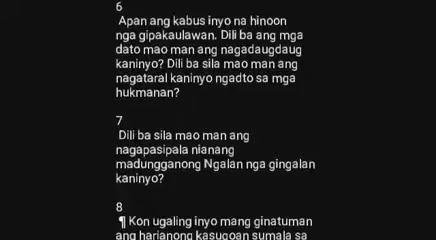 6
Apan ang kabus inyo na hinoon
nga gipakaulawan. Dili ba ang mga
dato mao man ang nagadaugdaug
kaninyo? Dili ba sila mao man ang
nagataral kaninyo ngadto sa mga
hukmanan?
7
Dili ba sila mao man ang
nagapasipala nianang
madungganong Ngalan nga gingalan
kaninyo?
8
¶ Kon ugaling inyo mang ginatuman
ang harianong kasugoan sumala sa